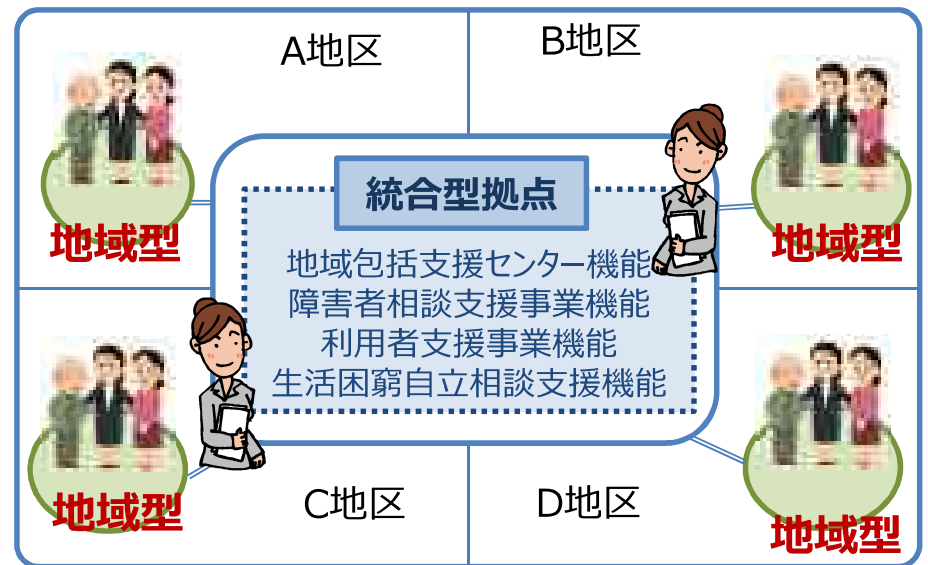 A地区
B地区
地域型
地域型
統合型拠点
地域包括支援センター機能
障害者相談支援事業機能
利用者支援事業機能
生活困窮自立相談支援機能
地域型
地域型
C地区
D地区